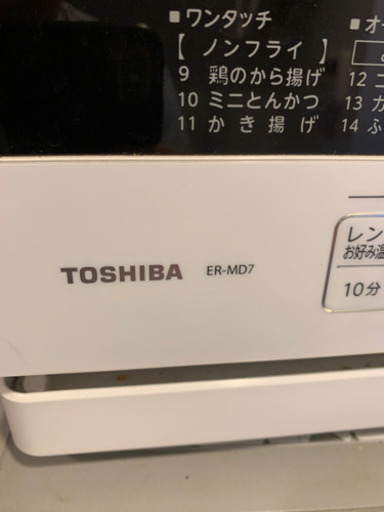 ■ワンタッチ
【 ノンフライ 】
9 鶏のから揚げ
10 ミニとんかつ
11 か き 揚 げ
■オー
12
13
14 ふ
TOSHIBA ER-MD7
レン
お好み温
10分